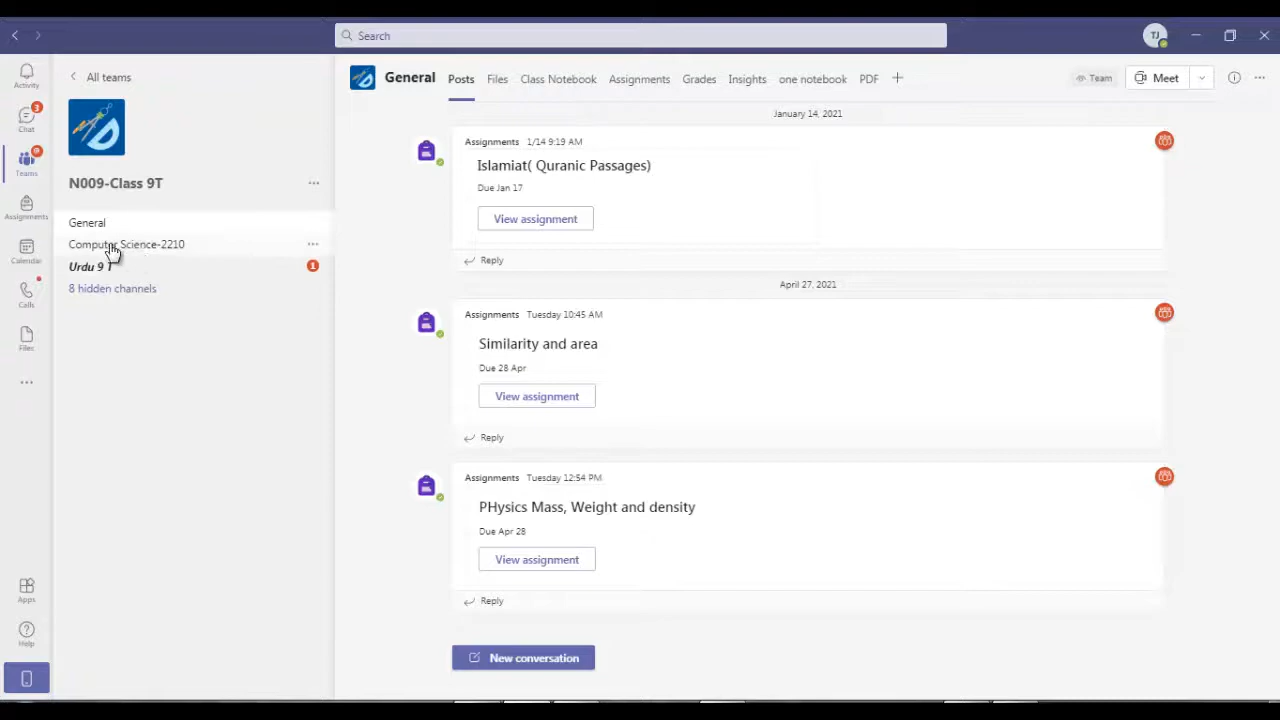 Search
TJ
Activity
Chat
3
Teams
@
Assignments
Calendar
Calls
Files
Apps
Help
All teams
N009-Class 9T
General
Computer Science-2210
Urdu 9 T
1
8 hidden channels
General
Posts
Files
Class Notebook
Assignments
Grades
Insights
one notebook
PDF
Team
Meet
January 14, 2021
Assignments 1/14 9:19 AM
Islamiat( Quranic Passages)
Due Jan 17
View assignment
Reply
April 27, 2021
Assignments Tuesday 10:45 AM
Similarity and area
Due 28 Apr
View assignment
Reply
Assignments Tuesday 12:54 PM
PHysics Mass, Weight and density
Due Apr 28
View assignment
Reply
New conversation